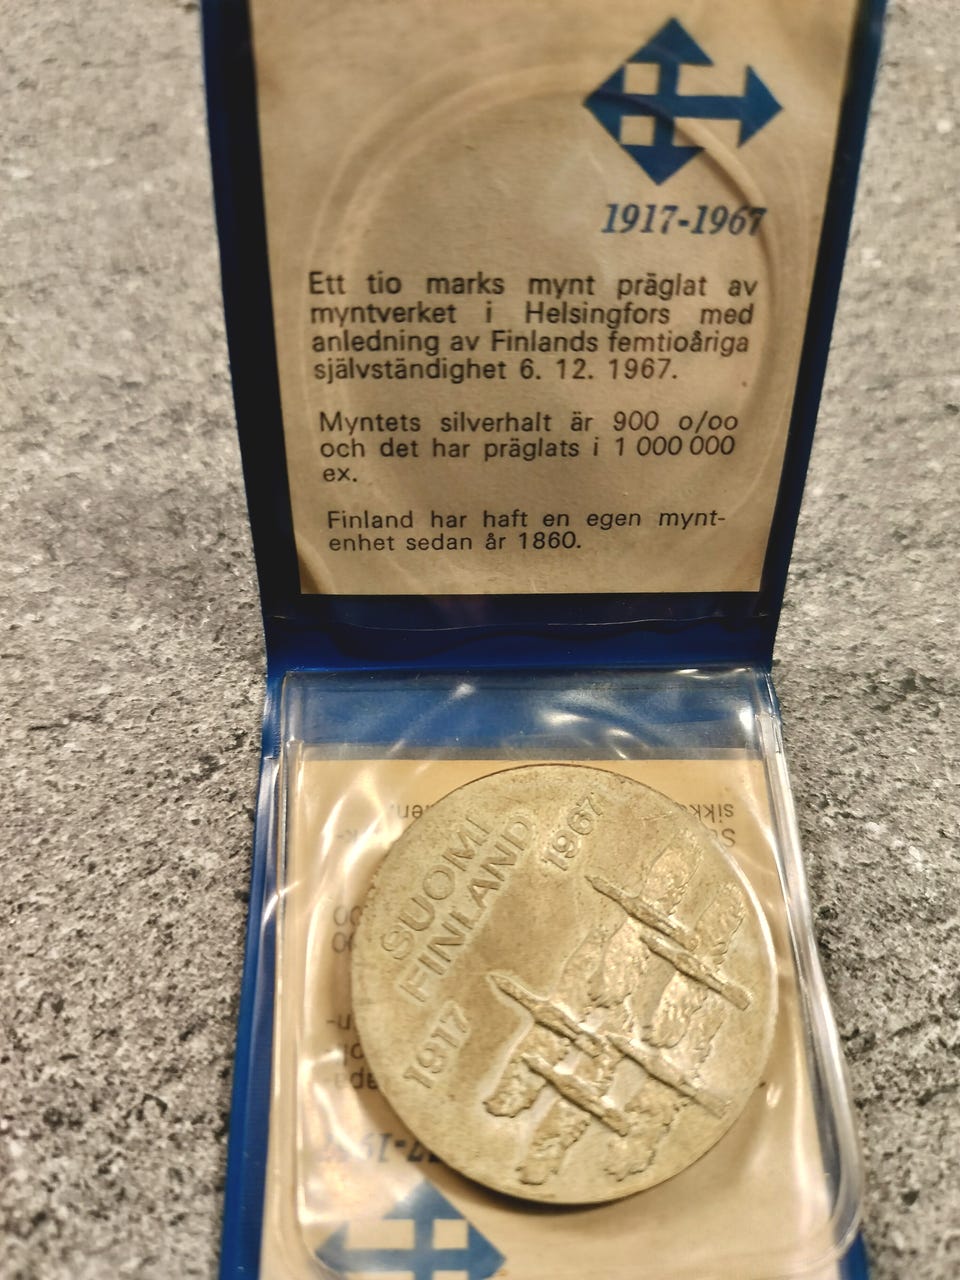 1917-1967
Ett tio marks mynt präglat av
myntverket i Helsingfors med
anledning av Finlands femtioåriga
självständighet 6. 12. 1967.
Myntets silverhalt är 900 o/oo
och det har präglats i 1 000 000
ex.
Finland har haft en egen mynt-
enhet sedan år 1860.
SUOMI
FINLAND
1917
1967